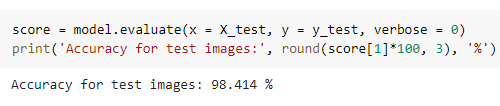 score = model.evaluate(x = X_test, y = y_test, verbose = 0)
print('Accuracy for test images:', round(score[1]*100, 3), '%')
Accuracy for test images: 98.414 %